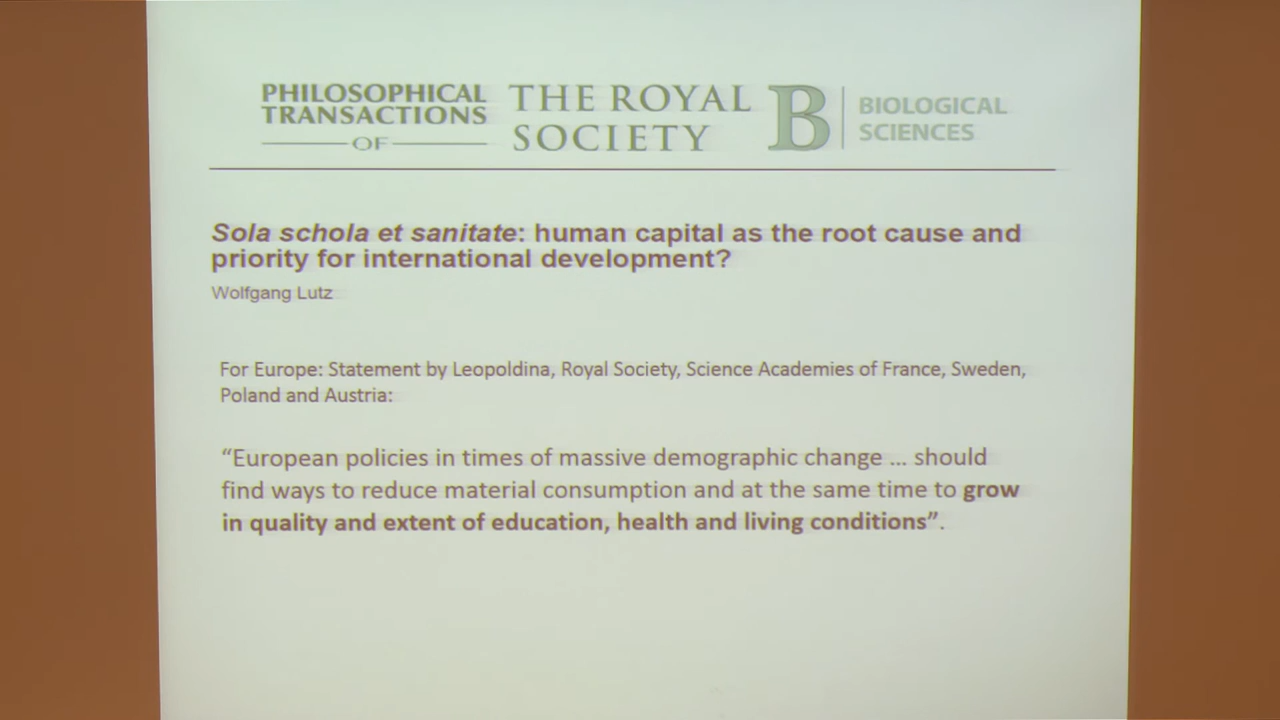 PHILOSOPHICAL TRANSACTIONS OF THE ROYAL SOCIETY B BIOLOGICAL SCIENCES
Sola schola et sanitate: human capital as the root cause and
priority for international development?
Wolfgang Lutz
For Europe: Statement by Leopoldina, Royal Society, Science Academies of France, Sweden,
Poland and Austria:
“European policies in times of massive demographic change ... should
find ways to reduce material consumption and at the same time to grow
in quality and extent of education, health and living conditions”.